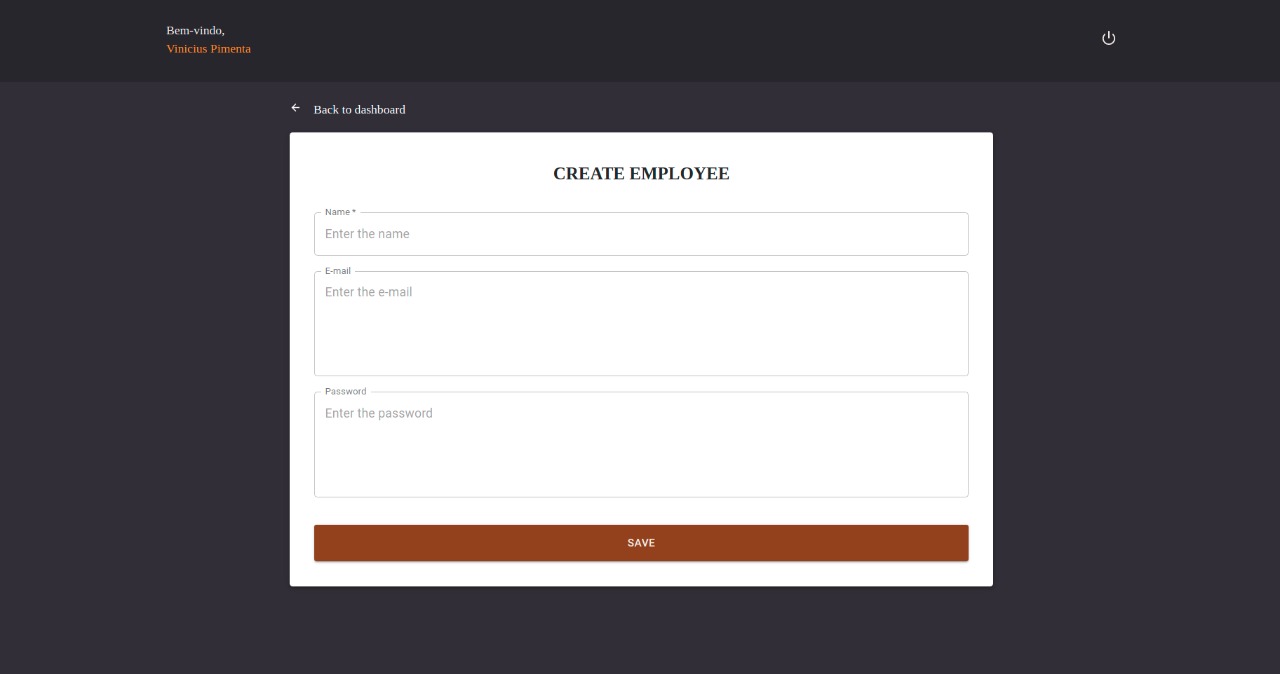 Bem-vindo,
Vinicius Pimenta
Back to dashboard
CREATE EMPLOYEE
Name *
Enter the name
E-mail
Enter the e-mail
Password
Enter the password
SAVE